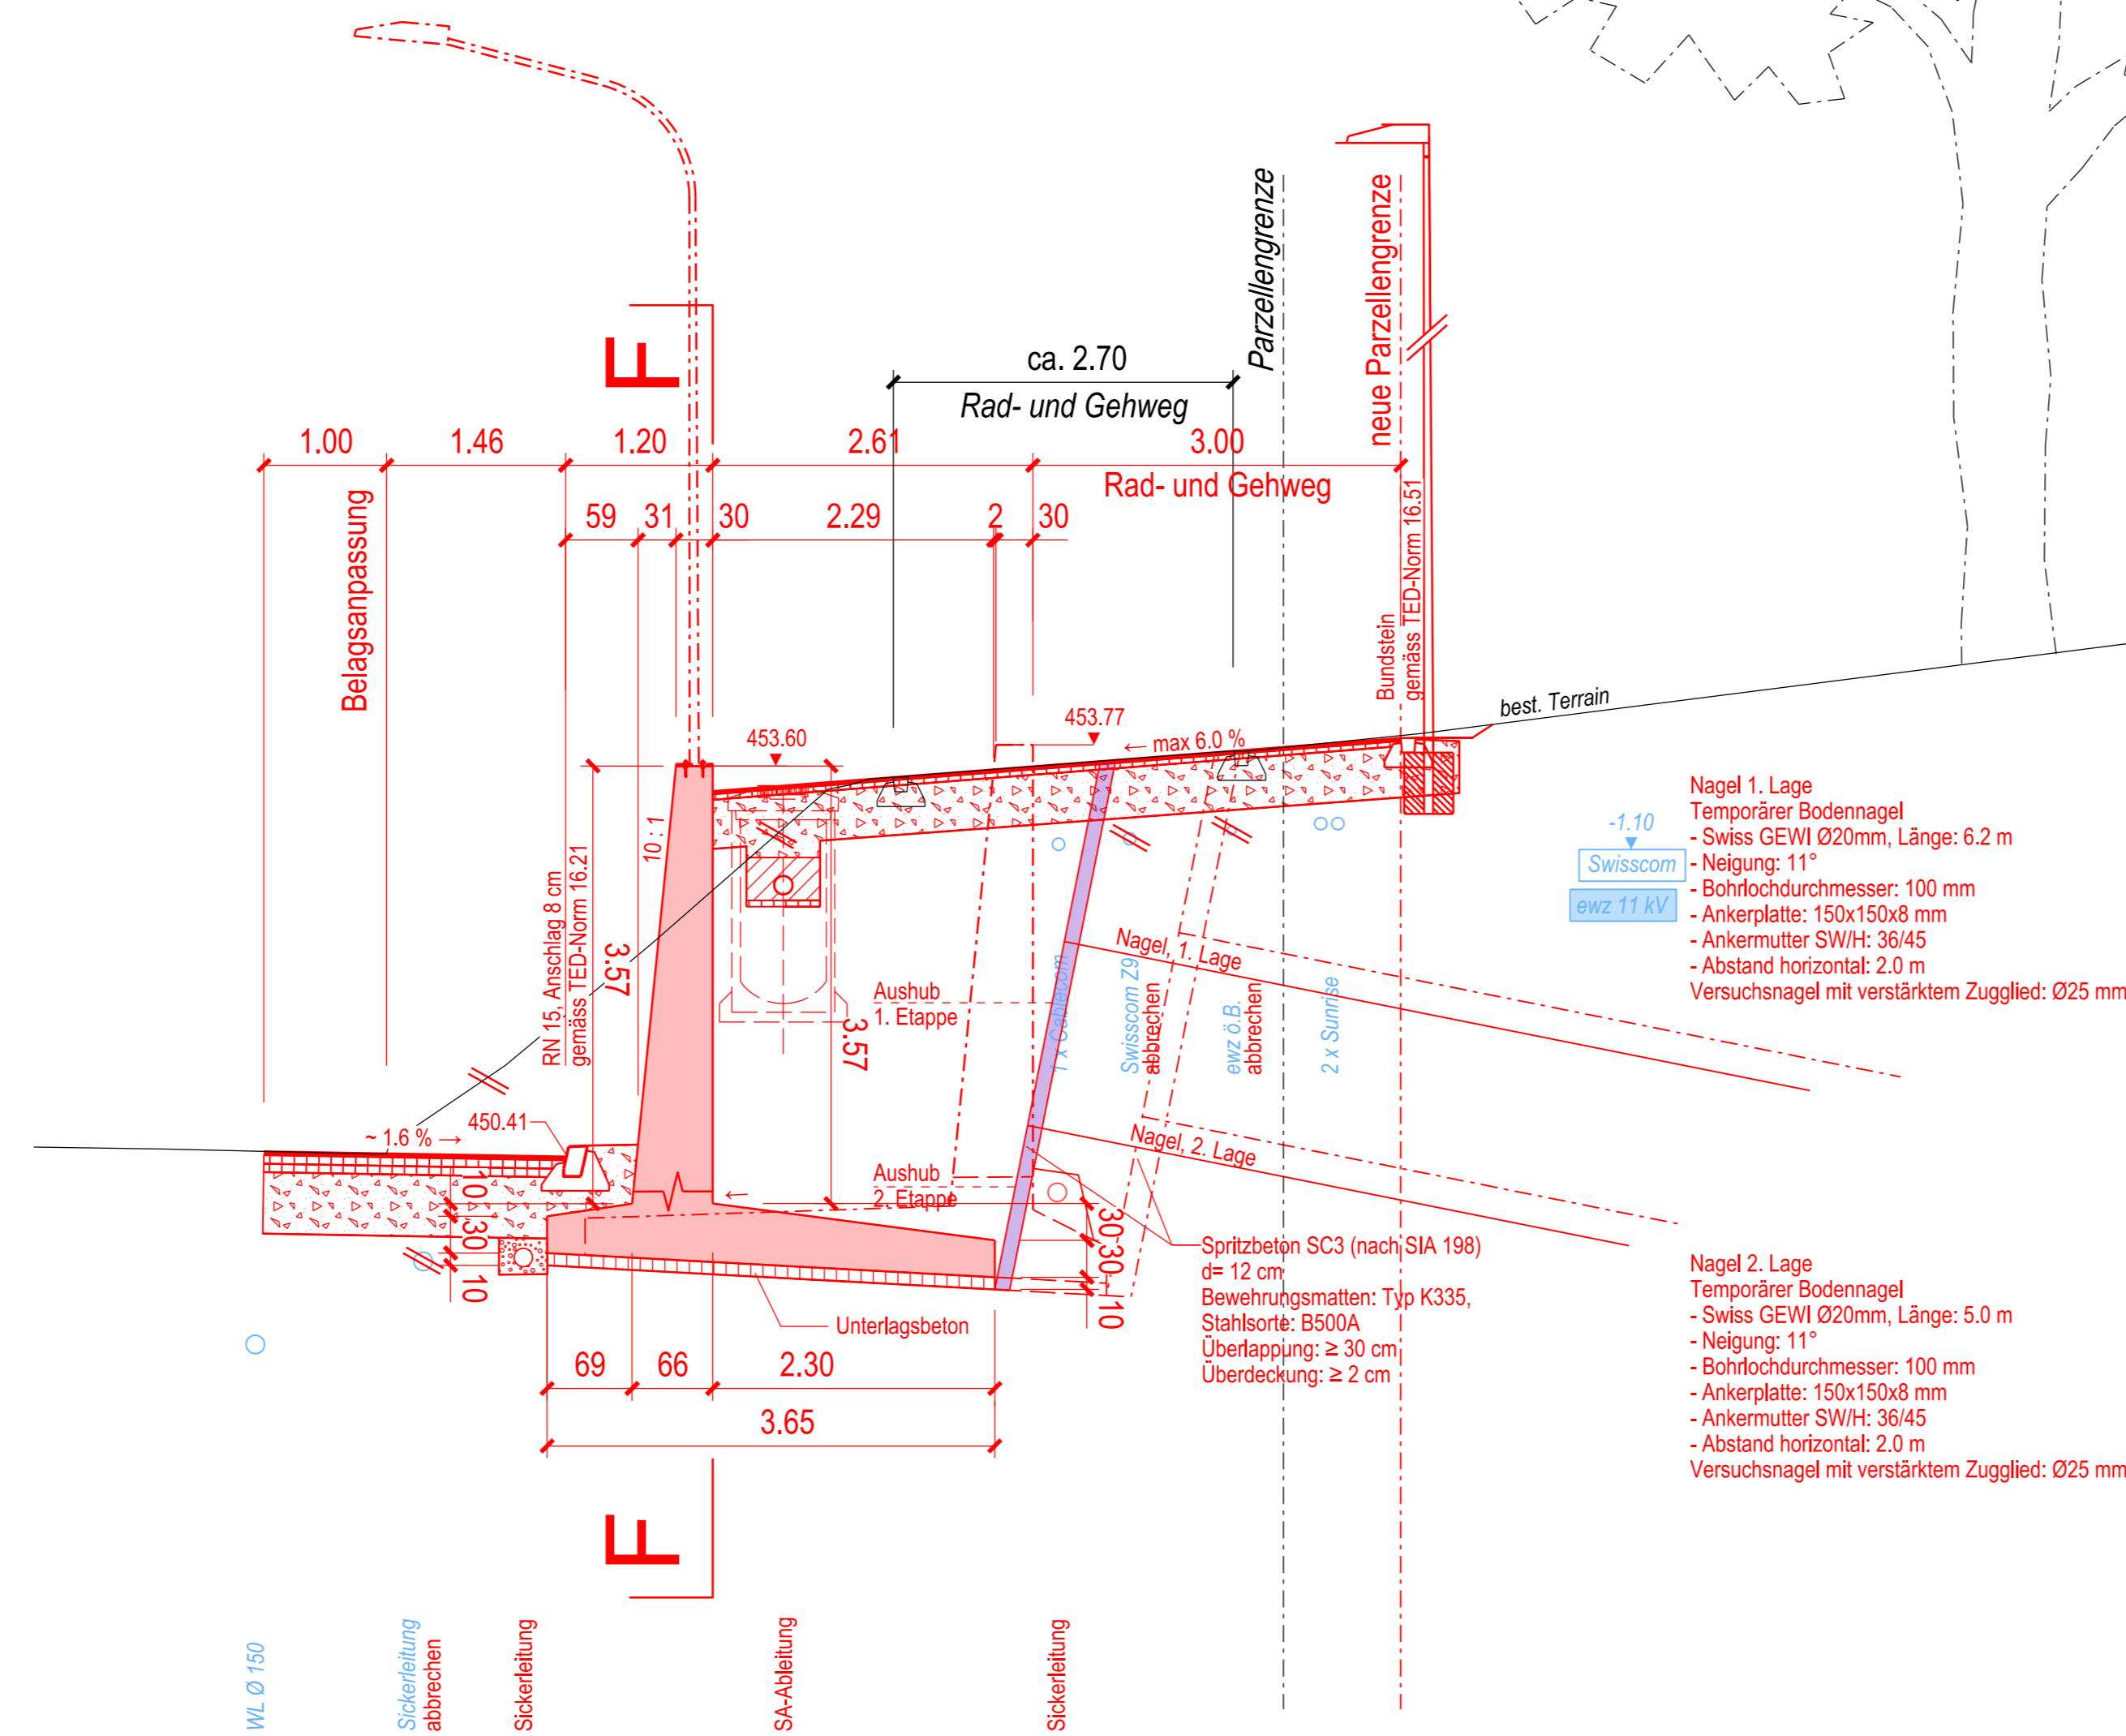 F
Parzellengrenze
neue Parzellengrenze
ca. 2.70
Rad- und Gehweg
1.00
1.46
1.20
2.61
3.00
Rad- und Gehweg
59
31
30
2.29
2
30
Belagsanpassung
Bundstein
gemäss TED-Norm 16.51
best. Terrain
453.60
453.77
← max 6.0 %
10 : 1
RN 15, Anschlag 8 cm
gemäss TED-Norm 16.21
3.57
3.57
-1.10
Swisscom
ewz 11 kV
Nagel 1. Lage
Temporärer Bodennagel
- Swiss GEWI Ø20mm, Länge: 6.2 m
- Neigung: 11°
- Bohrlochdurchmesser: 100 mm
- Ankerplatte: 150x150x8 mm
- Ankermutter SW/H: 36/45
- Abstand horizontal: 2.0 m
Versuchsnagel mit verstärktem Zugglied: Ø25 mm
Nagel, 1. Lage
Aushub
1. Etappe
1 x Cablecom
Swisscom Z9
abbrechen
ewz ö.B.
abbrechen
2 x Sunrise
~ 1.6 % →
450.41
Nagel, 2. Lage
Aushub
2. Etappe
←
10
30
10
30
30
10
Spritzbeton SC3 (nach SIA 198)
d= 12 cm
Bewehrungsmatten: Typ K335,
Stahlsorte: B500A
Überlappung: ≥ 30 cm
Überdeckung: ≥ 2 cm
Nagel 2. Lage
Temporärer Bodennagel
- Swiss GEWI Ø20mm, Länge: 5.0 m
- Neigung: 11°
- Bohrlochdurchmesser: 100 mm
- Ankerplatte: 150x150x8 mm
- Ankermutter SW/H: 36/45
- Abstand horizontal: 2.0 m
Versuchsnagel mit verstärktem Zugglied: Ø25 mm
Unterlagsbeton
69
66
2.30
3.65
F
WL Ø 150
Sickerleitung
abbrechen
Sickerleitung
SA-Ableitung
Sickerleitung